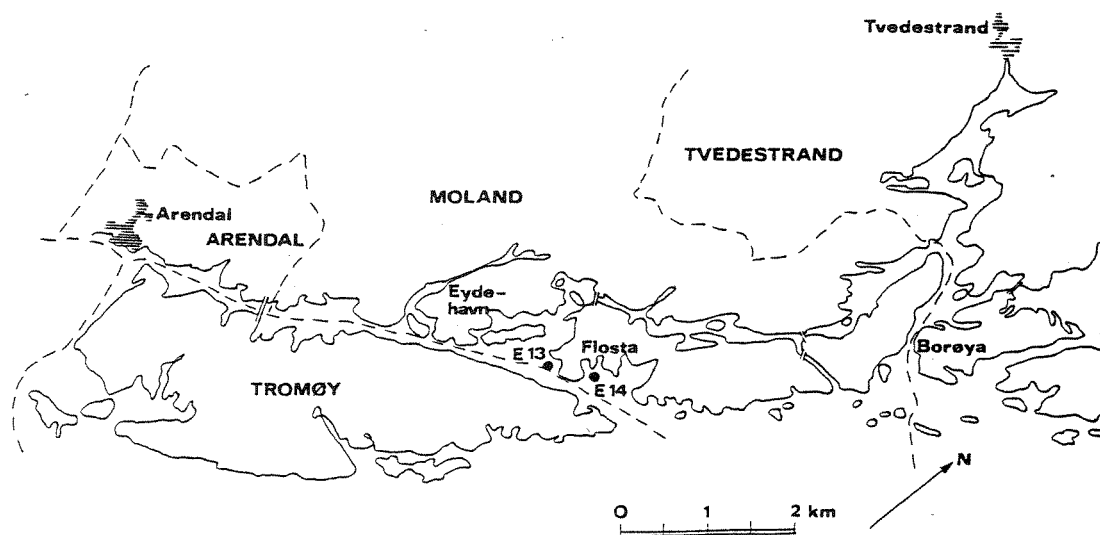 Tvedestrand
TVEDESTRAND
MOLAND
Arendal
ARENDAL
Eyde-
havn
E 13
Flosta
E 14
Borøya
TROMØY
N
0 1 2 km